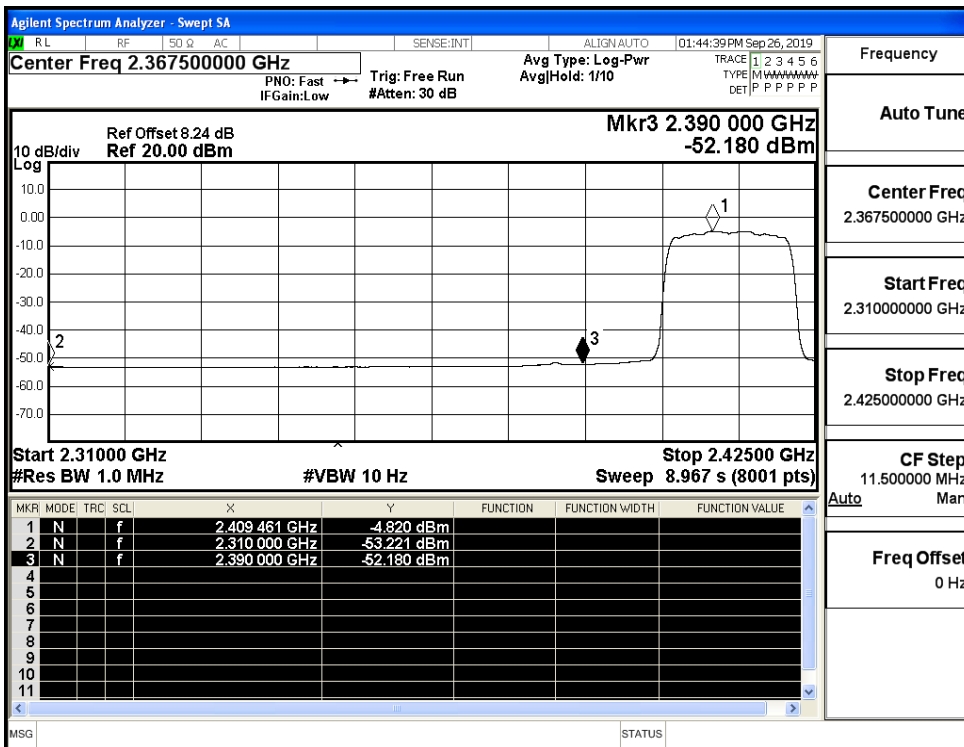 Agilent Spectrum Analyzer - Swept SA
LXI RL RF 50 Ω AC SENSE:INT ALIGN AUTO 01:44:39 PM Sep 26, 2019
Center Freq 2.367500000 GHz
PNO: Fast
IFGain:Low
Trig: Free Run
#Atten: 30 dB
Avg Type: Log-Pwr
Avg|Hold: 1/10
TRACE 1 2 3 4 5 6
TYPE M WWWWW
DET P P P P P P
Frequency
Auto Tune
Center Freq
2.367500000 GHz
Start Freq
2.310000000 GHz
Stop Freq
2.425000000 GHz
CF Step
11.500000 MHz
Auto Man
Freq Offset
0 Hz
Ref Offset 8.24 dB
10 dB/div Ref 20.00 dBm
Log
Mkr3 2.390 000 GHz
-52.180 dBm
10.0
0.00
-10.0
-20.0
-30.0
-40.0
-50.0
-60.0
-70.0
1
2
3
Start 2.31000 GHz Stop 2.42500 GHz
#Res BW 1.0 MHz #VBW 10 Hz Sweep 8.967 s (8001 pts)
MKR MODE TRC SCL X Y FUNCTION FUNCTION WIDTH FUNCTION VALUE
1 N f 2.409 461 GHz -4.820 dBm
2 N f 2.310 000 GHz -53.221 dBm
3 N f 2.390 000 GHz -52.180 dBm
4
5
6
7
8
9
10
11
MSG STATUS